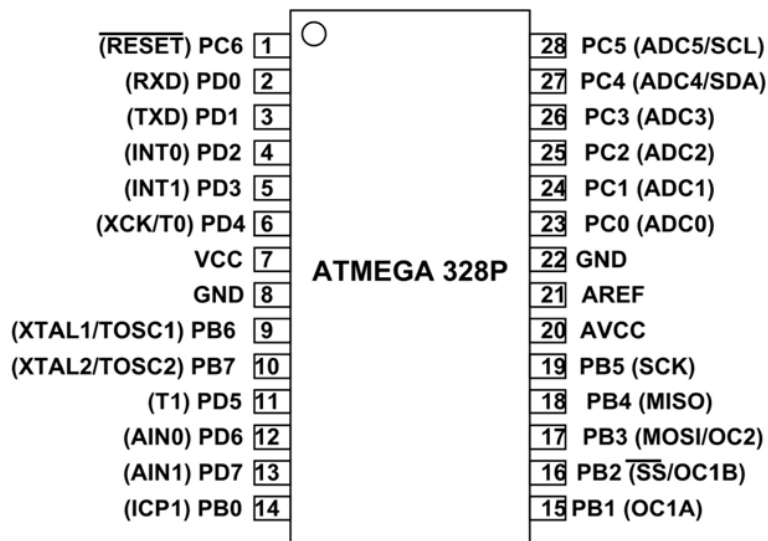 (RESET) PC6 1
(RXD) PD0 2
(TXD) PD1 3
(INT0) PD2 4
(INT1) PD3 5
(XCK/T0) PD4 6
VCC 7
GND 8
(XTAL1/TOSC1) PB6 9
(XTAL2/TOSC2) PB7 10
(T1) PD5 11
(AIN0) PD6 12
(AIN1) PD7 13
(ICP1) PB0 14
ATMEGA 328P
28 PC5 (ADC5/SCL)
27 PC4 (ADC4/SDA)
26 PC3 (ADC3)
25 PC2 (ADC2)
24 PC1 (ADC1)
23 PC0 (ADC0)
22 GND
21 AREF
20 AVCC
19 PB5 (SCK)
18 PB4 (MISO)
17 PB3 (MOSI/OC2)
16 PB2 (SS/OC1B)
15 PB1 (OC1A)